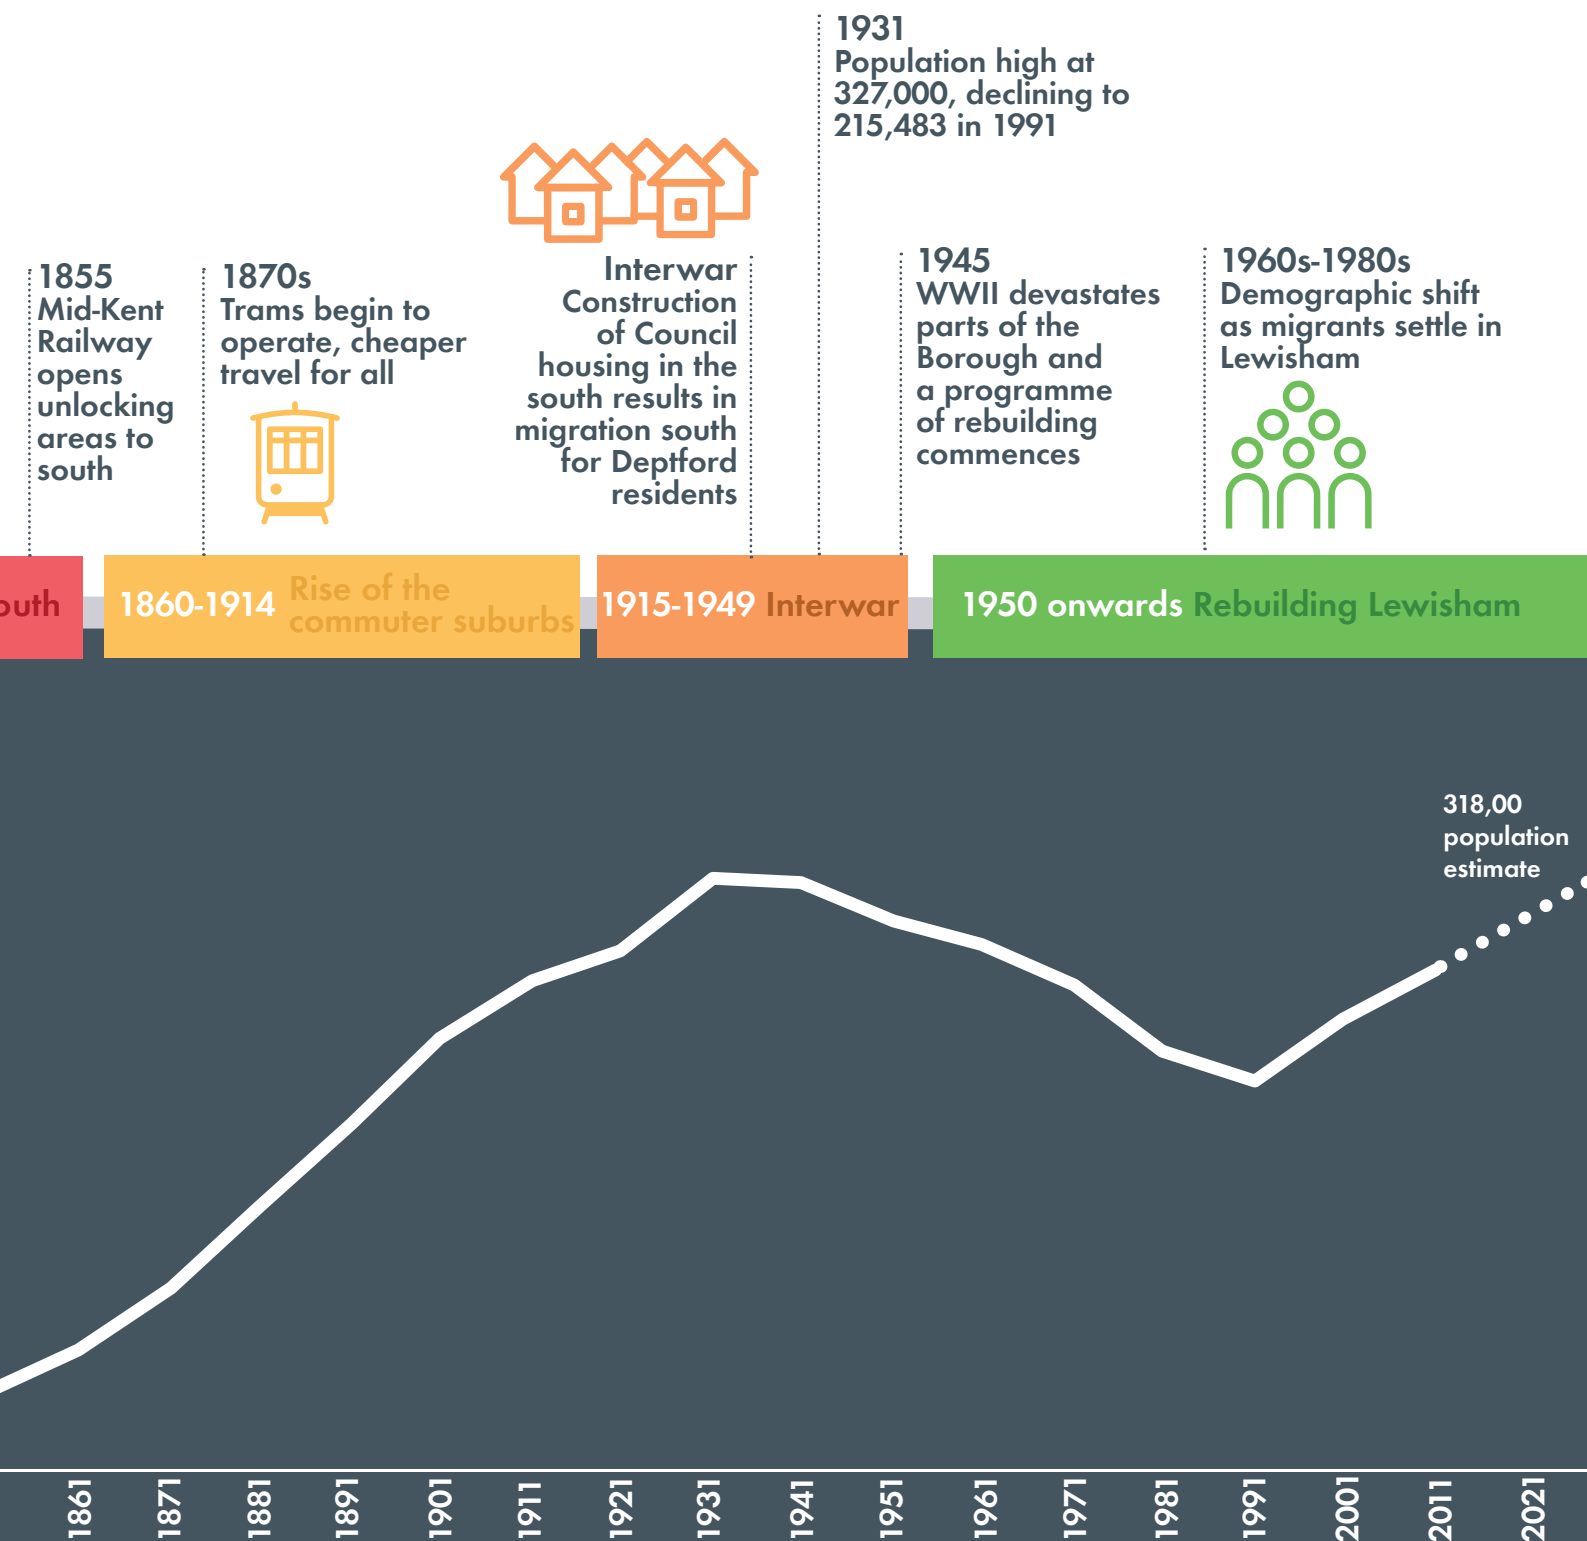 1931
Population high at
327,000, declining to
215,483 in 1991
1855
Mid-Kent
Railway
opens
unlocking
areas to
south
1870s
Trams begin to
operate, cheaper
travel for all
Interwar
Construction
of Council
housing in the
south results in
migration south
for Deptford
residents
1945
WWII devastates
parts of the
Borough and
a programme
of rebuilding
commences
1960s-1980s
Demographic shift
as migrants settle in
Lewisham
outh
1860-1914 Rise of the
commuter suburbs
1915-1949 Interwar
1950 onwards Rebuilding Lewisham
318,00
population
estimate
1861
1871
1881
1891
1901
1911
1921
1931
1941
1951
1961
1971
1981
1991
2001
2011
2021